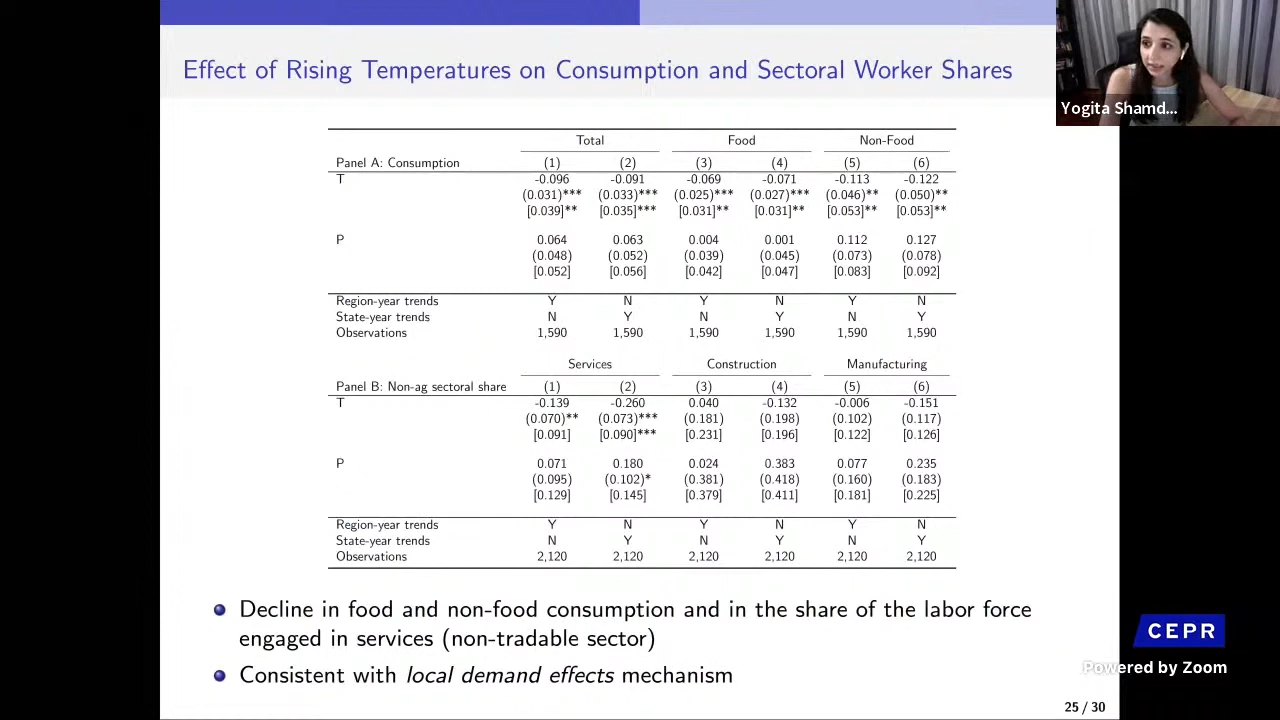 Effect of Rising Temperatures on Consumption and Sectoral Worker Shares
Yogita Shamd...
Total Food Non-Food
Panel A: Consumption (1) (2) (3) (4) (5) (6)
T -0.096 -0.091 -0.069 -0.071 -0.113 -0.122
(0.031)*** (0.033)*** (0.025)*** (0.027)*** (0.046)** (0.050)**
[0.039]** [0.035]*** [0.031]** [0.031]** [0.053]** [0.053]**
P 0.064 0.063 0.004 0.001 0.112 0.127
(0.048) (0.052) (0.039) (0.045) (0.073) (0.078)
[0.052] [0.056] [0.042] [0.047] [0.083] [0.092]
Region-year trends Y N Y N Y N
State-year trends N Y N Y N Y
Observations 1,590 1,590 1,590 1,590 1,590 1,590
Services Construction Manufacturing
Panel B: Non-ag sectoral share (1) (2) (3) (4) (5) (6)
T -0.139 -0.260 0.040 -0.132 -0.006 -0.151
(0.070)** (0.073)*** (0.181) (0.198) (0.102) (0.117)
[0.091] [0.090]*** [0.231] [0.196] [0.122] [0.126]
P 0.071 0.180 0.024 0.383 0.077 0.235
(0.095) (0.102)* (0.381) (0.418) (0.160) (0.183)
[0.129] [0.145] [0.379] [0.411] [0.181] [0.225]
Region-year trends Y N Y N Y N
State-year trends N Y N Y N Y
Observations 2,120 2,120 2,120 2,120 2,120 2,120
Decline in food and non-food consumption and in the share of the labor force
engaged in services (non-tradable sector)
Consistent with local demand effects mechanism
CEPR
Powered by Zoom
25 / 30